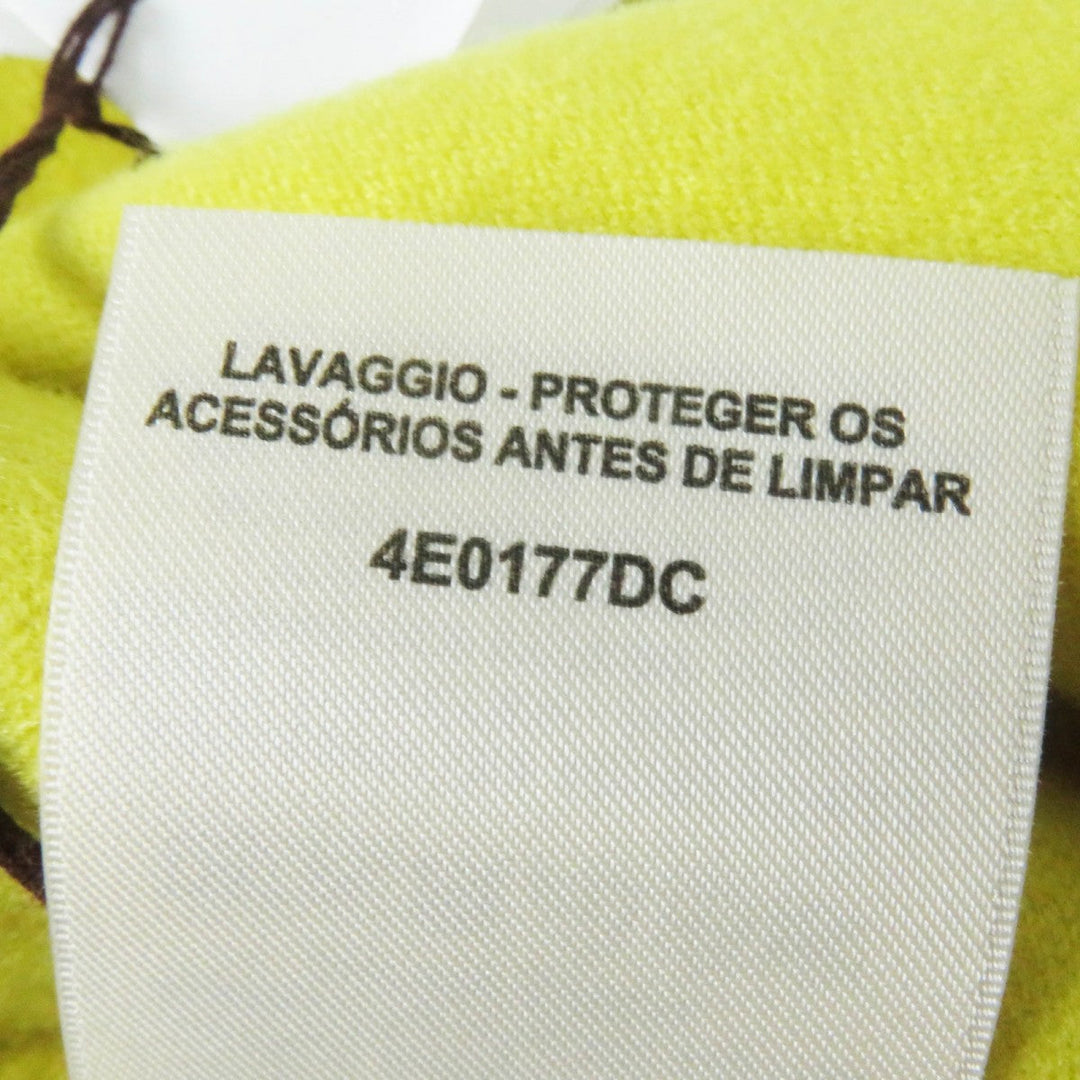 LAVAGGIO - PROTEGER OS
ACESSÓRIOS ANTES DE LIMPAR
4E0177DC